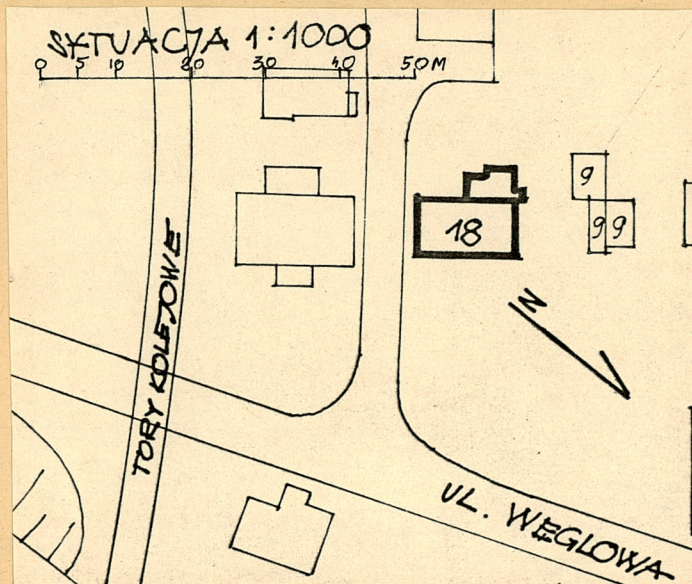 SYTUACJA 1:1000
0 5 10 20 30 40 50M
9
18
9 9
N
TORY KOLEJOWE
UL. WĘGLOWA